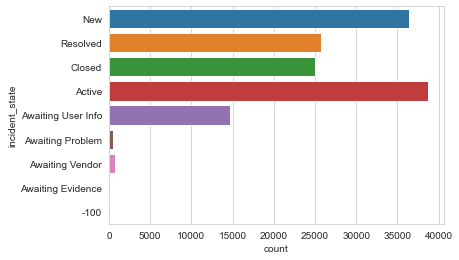 New
Resolved
Closed
Active
Awaiting User Info
Awaiting Problem
Awaiting Vendor
Awaiting Evidence
-100
incident_state
0 5000 10000 15000 20000 25000 30000 35000 40000
count